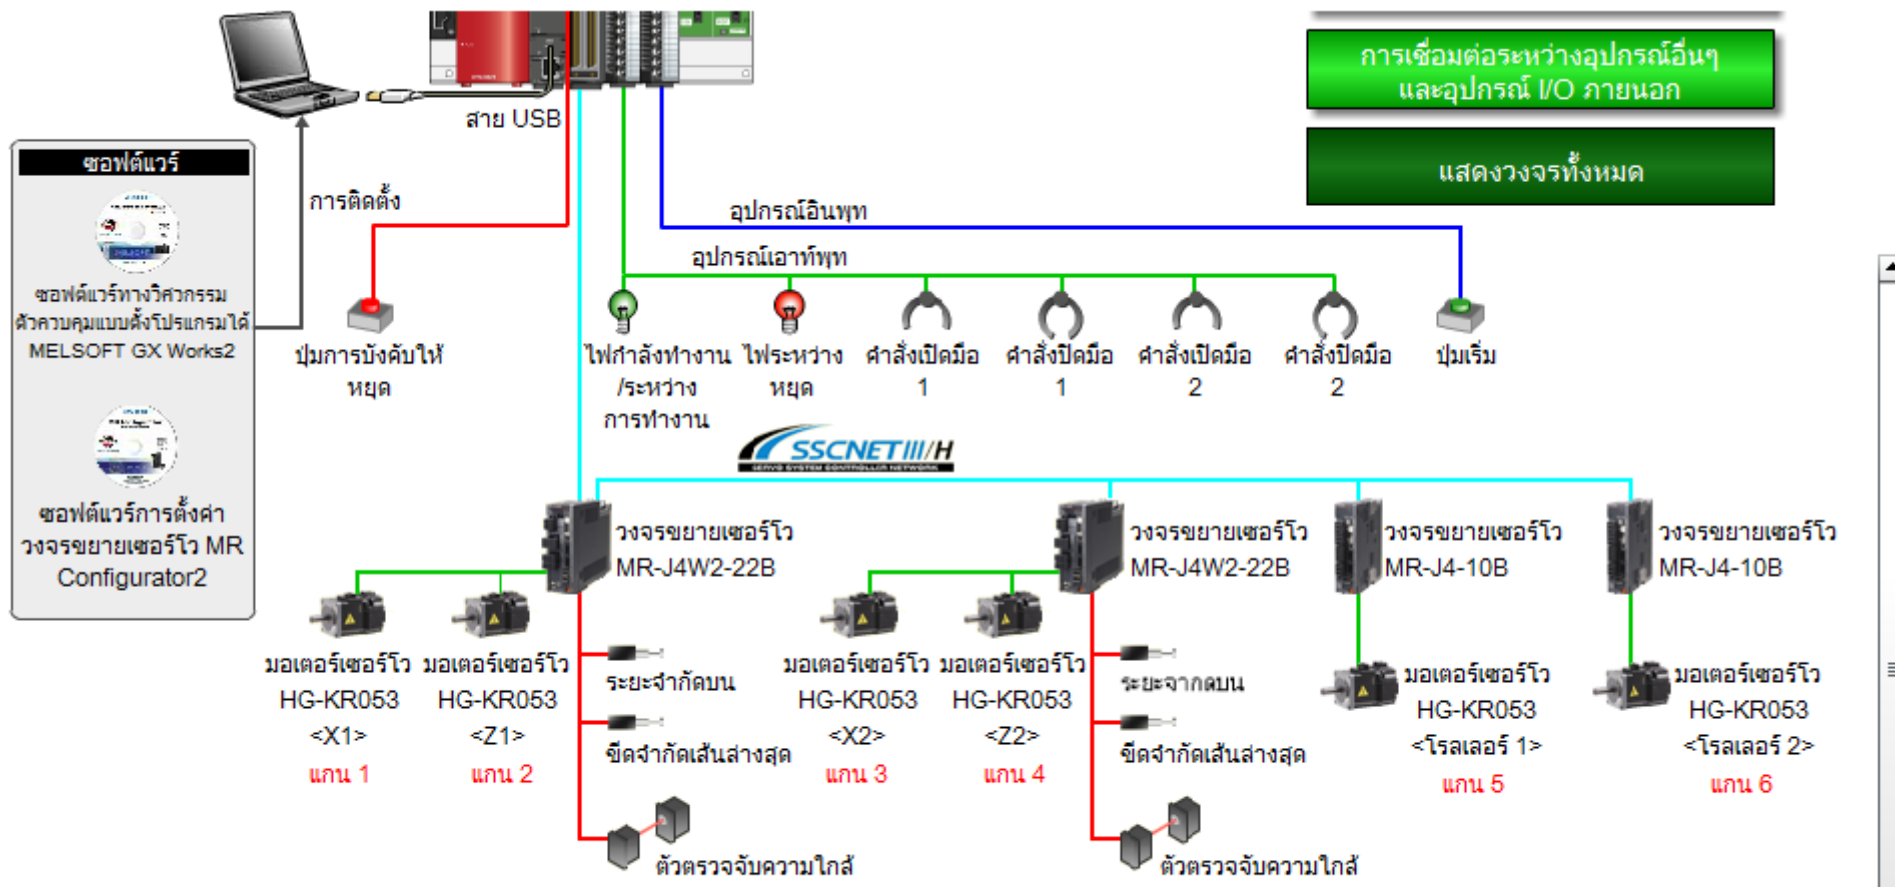 การเชื่อมต่อระหว่างอุปกรณ์อื่นๆ
และอุปกรณ์ I/O ภายนอก
แสดงวงจรทั้งหมด
สาย USB
ซอฟต์แวร์
การติดตั้ง
อุปกรณ์อินพุท
อุปกรณ์เอาท์พุท
ซอฟต์แวร์ทางวิศวกรรม
ตัวควบคุมแบบตั้งโปรแกรมได้
MELSOFT GX Works2
ปุ่มการบังคับให้
หยุด
ไฟกำลังทำงาน
/ระหว่าง
การทำงาน
ไฟระหว่าง
หยุด
คำสั่งเปิดมือ
1
คำสั่งปิดมือ
1
คำสั่งเปิดมือ
2
คำสั่งปิดมือ
2
ปุ่มเริ่ม
SSCNETIII/H
SERVO SYSTEM CONTROLLER NETWORK
ซอฟต์แวร์การตั้งค่า
วงจรขยายเซอร์โว MR
Configurator2
วงจรขยายเซอร์โว
MR-J4W2-22B
วงจรขยายเซอร์โว
MR-J4W2-22B
วงจรขยายเซอร์โว
MR-J4-10B
วงจรขยายเซอร์โว
MR-J4-10B
มอเตอร์เซอร์โว
HG-KR053
<X1>
แกน 1
มอเตอร์เซอร์โว
HG-KR053
<Z1>
แกน 2
ระยะจำกัดบน
ขีดจำกัดเส้นล่างสุด
ตัวตรวจจับความใกล้
มอเตอร์เซอร์โว
HG-KR053
<X2>
แกน 3
มอเตอร์เซอร์โว
HG-KR053
<Z2>
แกน 4
ระยะจากดบน
ขีดจำกัดเส้นล่างสุด
ตัวตรวจจับความใกล้
มอเตอร์เซอร์โว
HG-KR053
<โรลเลอร์ 1>
แกน 5
มอเตอร์เซอร์โว
HG-KR053
<โรลเลอร์ 2>
แกน 6